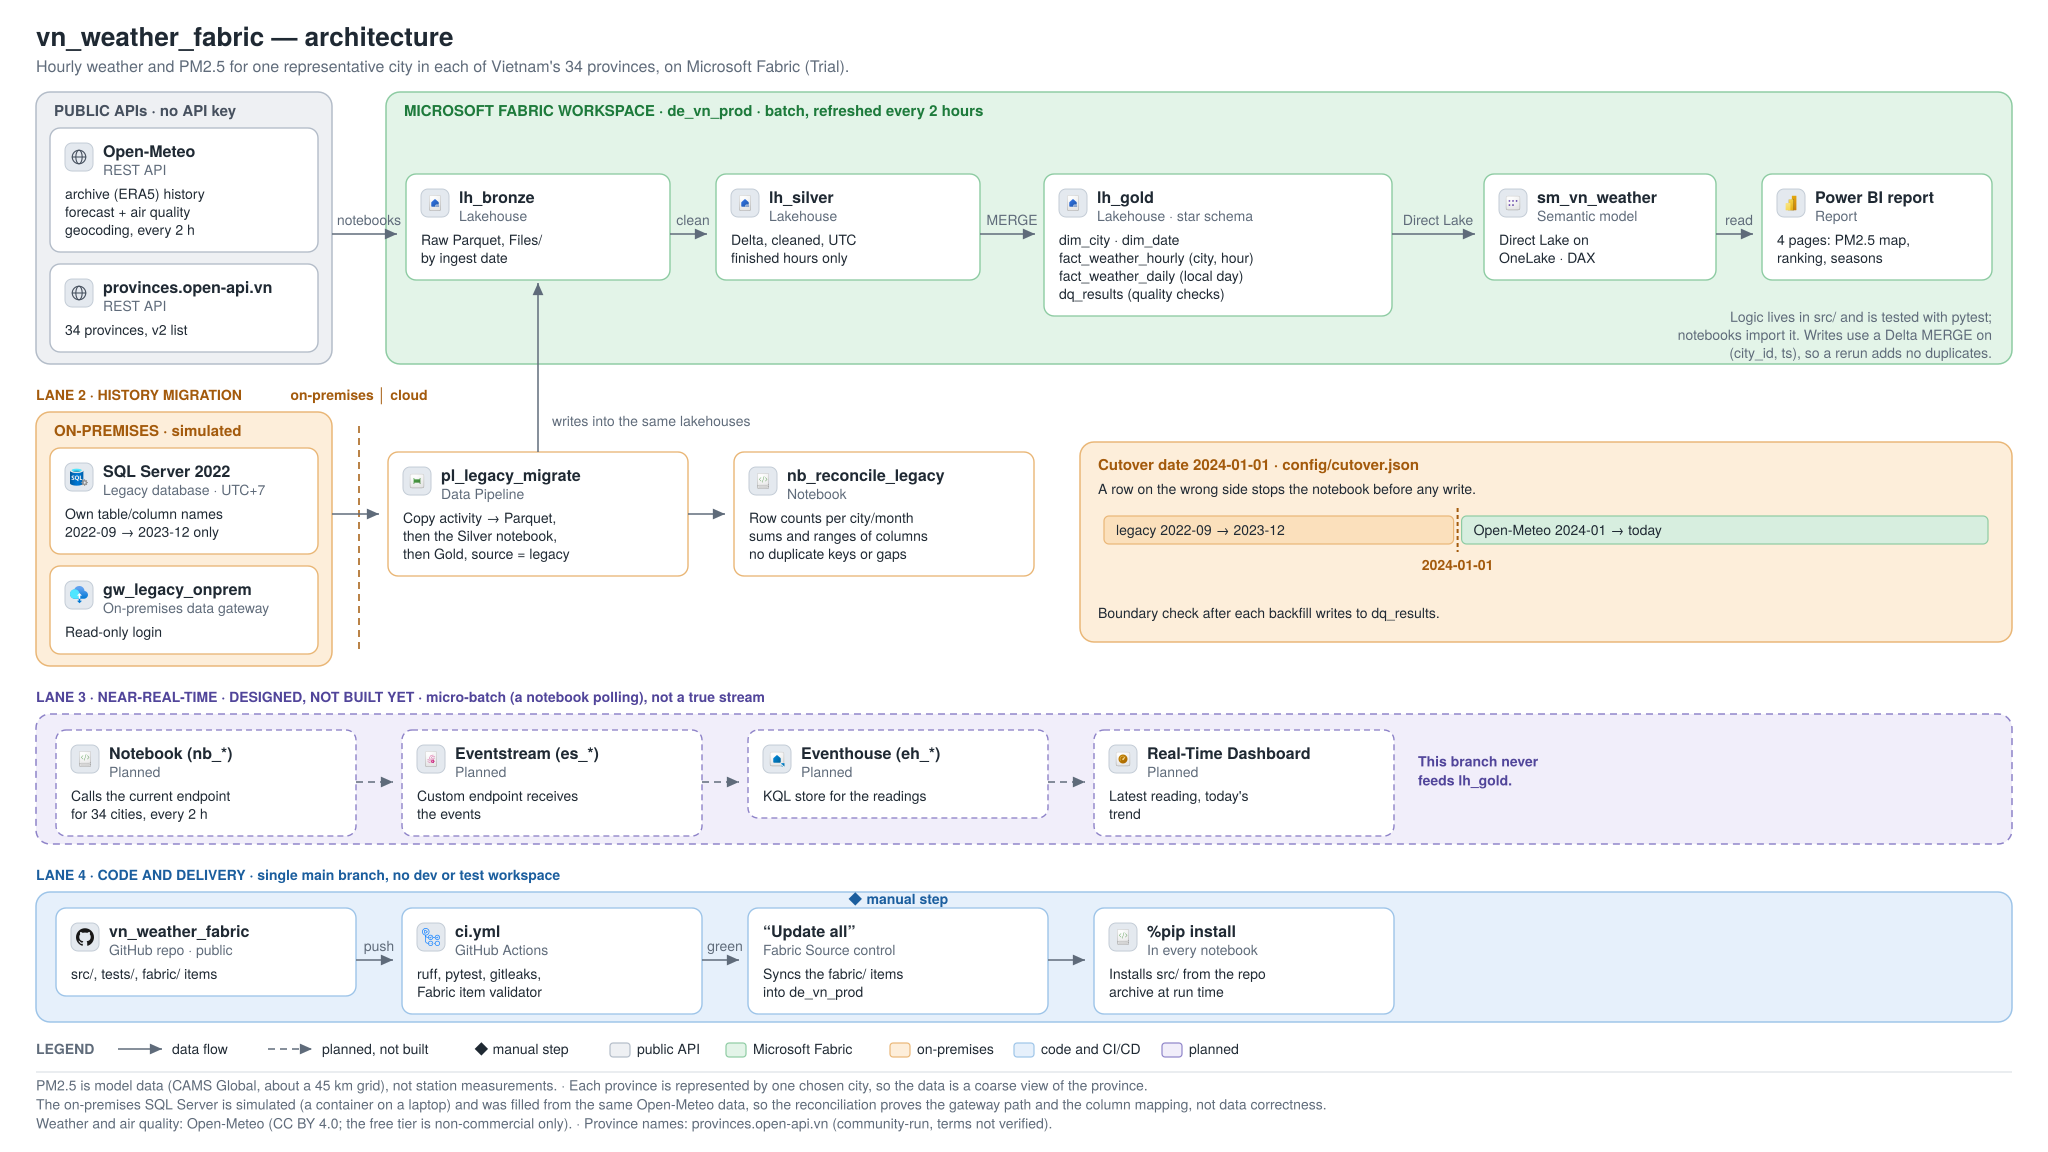 vn_weather_fabric — architecture
Hourly weather and PM2.5 for one representative city in each of Vietnam's 34 provinces, on Microsoft Fabric (Trial).
PUBLIC APIs · no API key
Open-Meteo
REST API
archive (ERA5) history
forecast + air quality
geocoding, every 2 h
provinces.open-api.vn
REST API
34 provinces, v2 list
notebooks
MICROSOFT FABRIC WORKSPACE · de_vn_prod · batch, refreshed every 2 hours
lh_bronze
Lakehouse
Raw Parquet, Files/
by ingest date
clean
lh_silver
Lakehouse
Delta, cleaned, UTC
finished hours only
MERGE
lh_gold
Lakehouse · star schema
dim_city · dim_date
fact_weather_hourly (city, hour)
fact_weather_daily (local day)
dq_results (quality checks)
Direct Lake
sm_vn_weather
Semantic model
Direct Lake on
OneLake · DAX
read
Power BI report
Report
4 pages: PM2.5 map,
ranking, seasons
Logic lives in src/ and is tested with pytest;
notebooks import it. Writes use a Delta MERGE on
(city_id, ts), so a rerun adds no duplicates.
LANE 2 · HISTORY MIGRATION
on-premises | cloud
writes into the same lakehouses
ON-PREMISES · simulated
SQL Server 2022
Legacy database · UTC+7
Own table/column names
2022-09 → 2023-12 only
gw_legacy_onprem
On-premises data gateway
Read-only login
pl_legacy_migrate
Data Pipeline
Copy activity → Parquet,
then the Silver notebook,
then Gold, source = legacy
nb_reconcile_legacy
Notebook
Row counts per city/month
sums and ranges of columns
no duplicate keys or gaps
Cutover date 2024-01-01 · config/cutover.json
A row on the wrong side stops the notebook before any write.
legacy 2022-09 → 2023-12
Open-Meteo 2024-01 → today
2024-01-01
Boundary check after each backfill writes to dq_results.
LANE 3 · NEAR-REAL-TIME · DESIGNED, NOT BUILT YET · micro-batch (a notebook polling), not a true stream
Notebook (nb_*)
Planned
Calls the current endpoint
for 34 cities, every 2 h
Eventstream (es_*)
Planned
Custom endpoint receives
the events
Eventhouse (eh_*)
Planned
KQL store for the readings
Real-Time Dashboard
Planned
Latest reading, today's
trend
This branch never
feeds lh_gold.
LANE 4 · CODE AND DELIVERY · single main branch, no dev or test workspace
vn_weather_fabric
GitHub repo · public
src/, tests/, fabric/ items
push
ci.yml
GitHub Actions
ruff, pytest, gitleaks,
Fabric item validator
green
◆ manual step
“Update all”
Fabric Source control
Syncs the fabric/ items
into de_vn_prod
%pip install
In every notebook
Installs src/ from the repo
archive at run time
LEGEND
data flow
planned, not built
◆ manual step
public API
Microsoft Fabric
on-premises
code and CI/CD
planned
PM2.5 is model data (CAMS Global, about a 45 km grid), not station measurements. · Each province is represented by one chosen city, so the data is a coarse view of the province.
The on-premises SQL Server is simulated (a container on a laptop) and was filled from the same Open-Meteo data, so the reconciliation proves the gateway path and the column mapping, not data correctness.
Weather and air quality: Open-Meteo (CC BY 4.0; the free tier is non-commercial only). · Province names: provinces.open-api.vn (community-run, terms not verified).